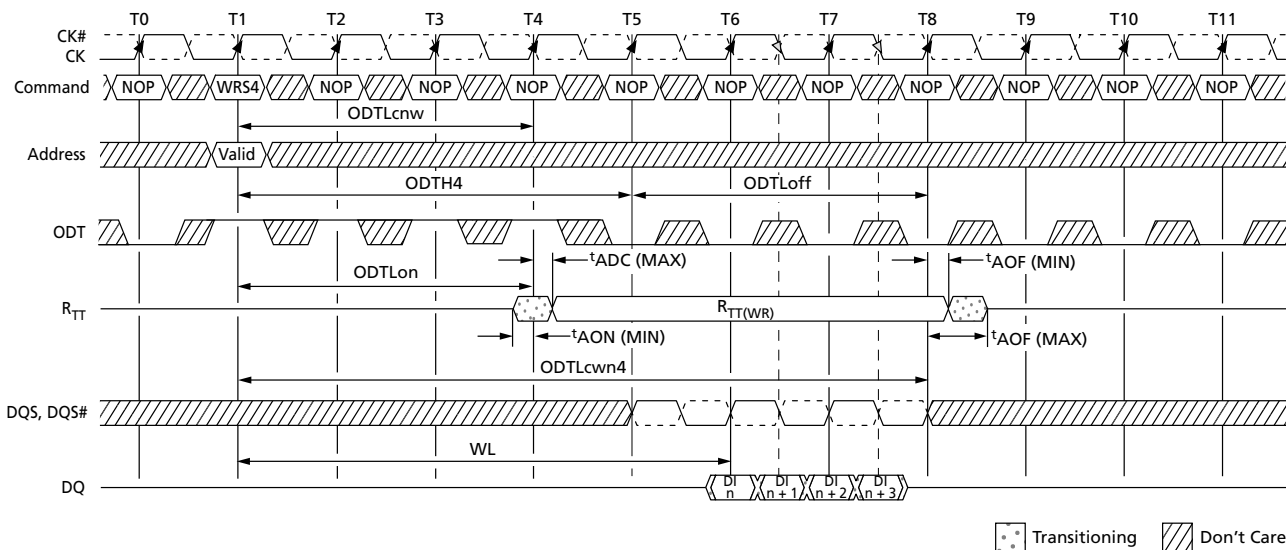 T0 T1 T2 T3 T4 T5 T6 T7 T8 T9 T10 T11
CK#
CK
Command NOP WRS4 NOP NOP NOP NOP NOP NOP NOP NOP NOP NOP
ODTLcnw
Address Valid
ODTH4 ODTLoff
ODT
tADC (MAX) tAOF (MIN)
ODTLon
RTT RTT(WR)
tAON (MIN) tAOF (MAX)
ODTLcwn4
DQS, DQS#
WL
DQ DI n DI n + 1 DI n + 2 DI n + 3
Transitioning Don't Care